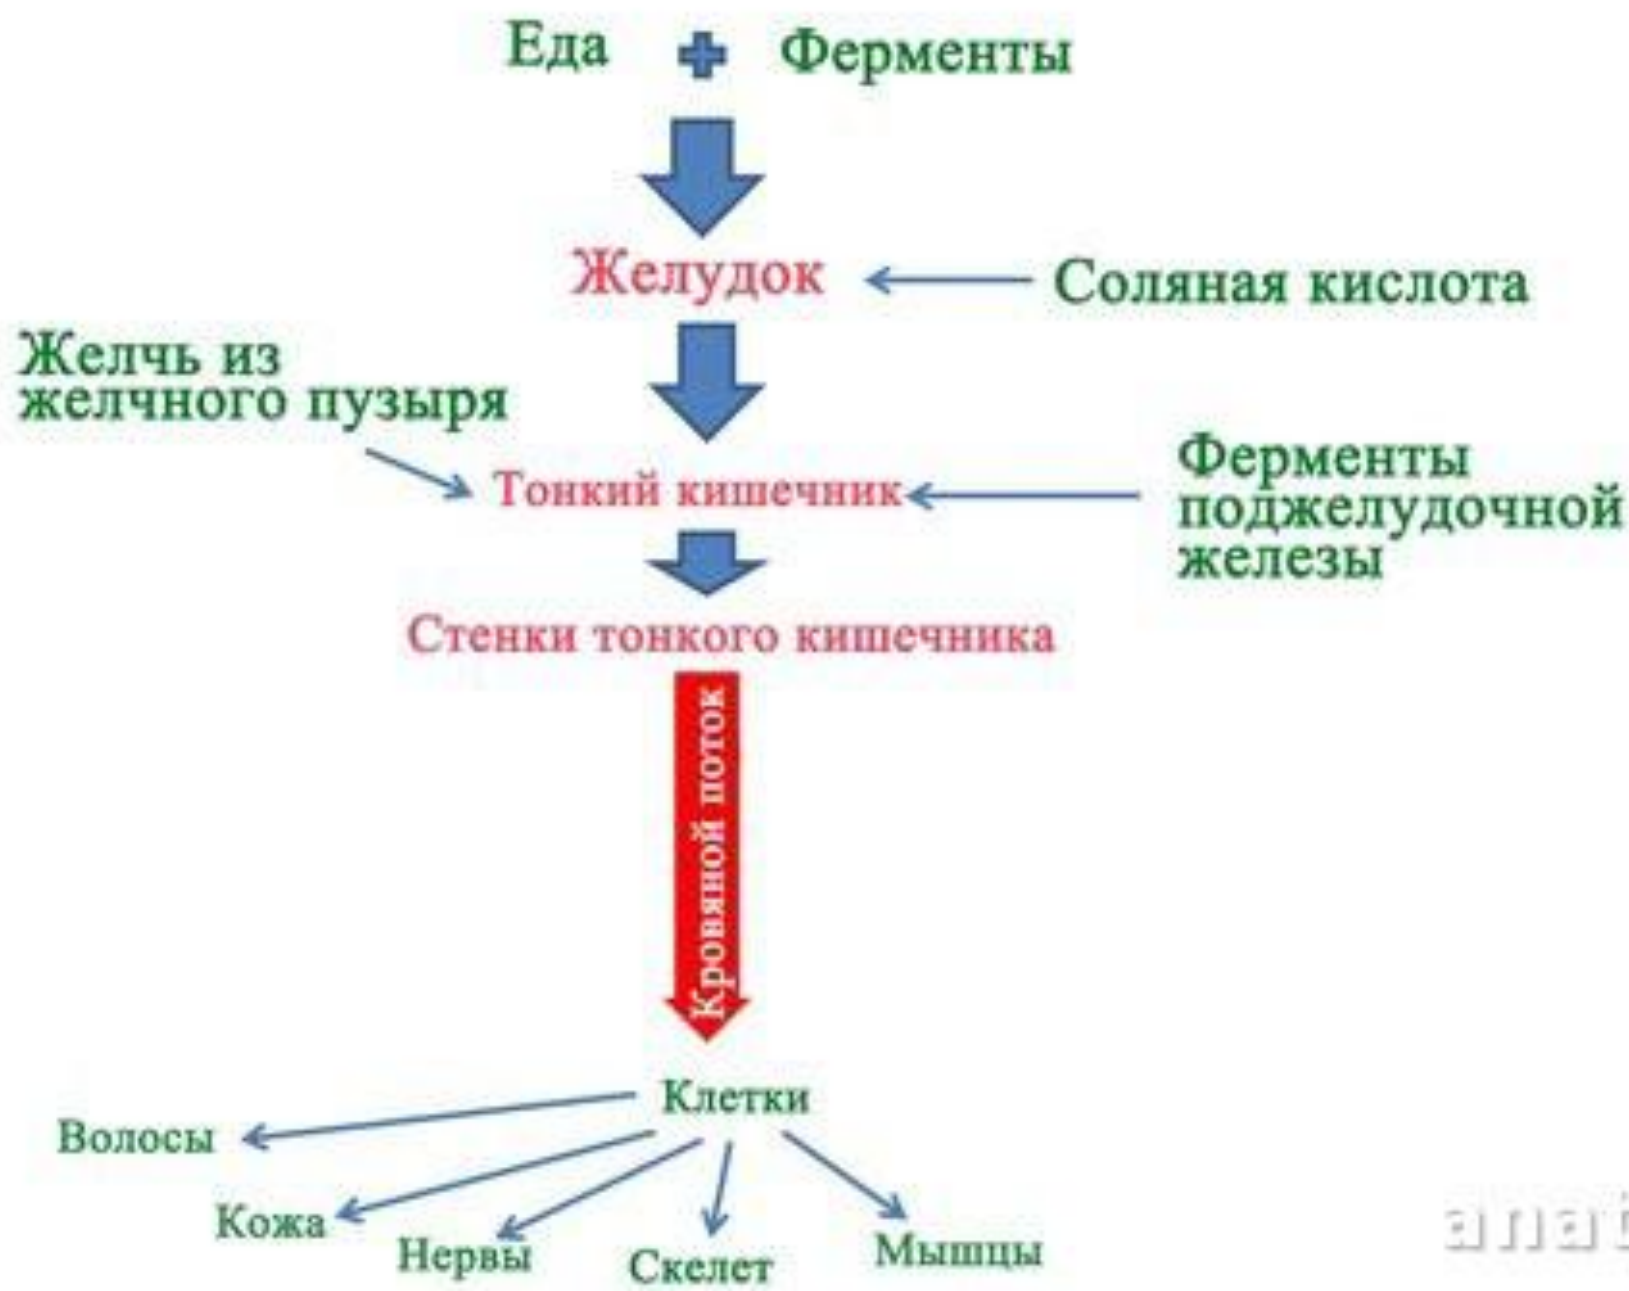 Еда + Ферменты
Желудок
Соляная кислота
Желчь из
желчного пузыря
Тонкий кишечник
Ферменты
поджелудочной
железы
Стенки тонкого кишечника
Кровяной поток
Клетки
Волосы
Кожа
Нервы
Скелет
Мышцы
anat